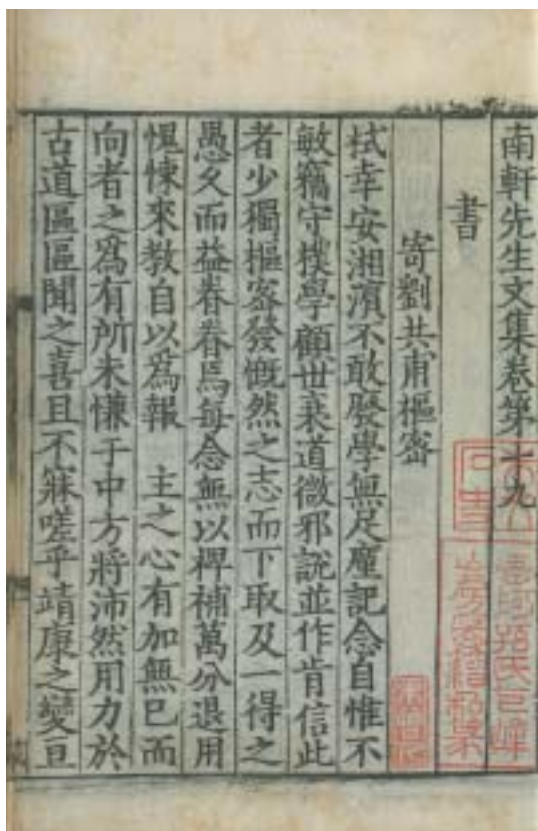 南軒先生文集卷第十九
書
寄劉共甫樞密
栻幸安湘濱不敢廢學無足塵記念自惟不
敏竊守樸學顧世衰道微邪說並作肯信此
者少獨樞密發慨然之志而下取及一得之
愚久而益眷眷焉每念無以裨補萬分退用
愧悚來教自以為報 主之心有加無已而
向者之為有所未慊于中方將沛然用力於
古道區區聞之喜且不寐嗟乎靖康之變亘